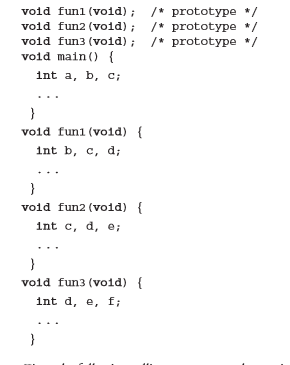 void fun1(void);  /* prototype */
void fun2(void);  /* prototype */
void fun3(void);  /* prototype */
void main() {
  int a, b, c;
  ...
 }
void fun1(void) {
  int b, c, d;
  ...
 }
void fun2(void) {
  int c, d, e;
  ...
 }
void fun3(void) {
  int d, e, f;
  ...
 }